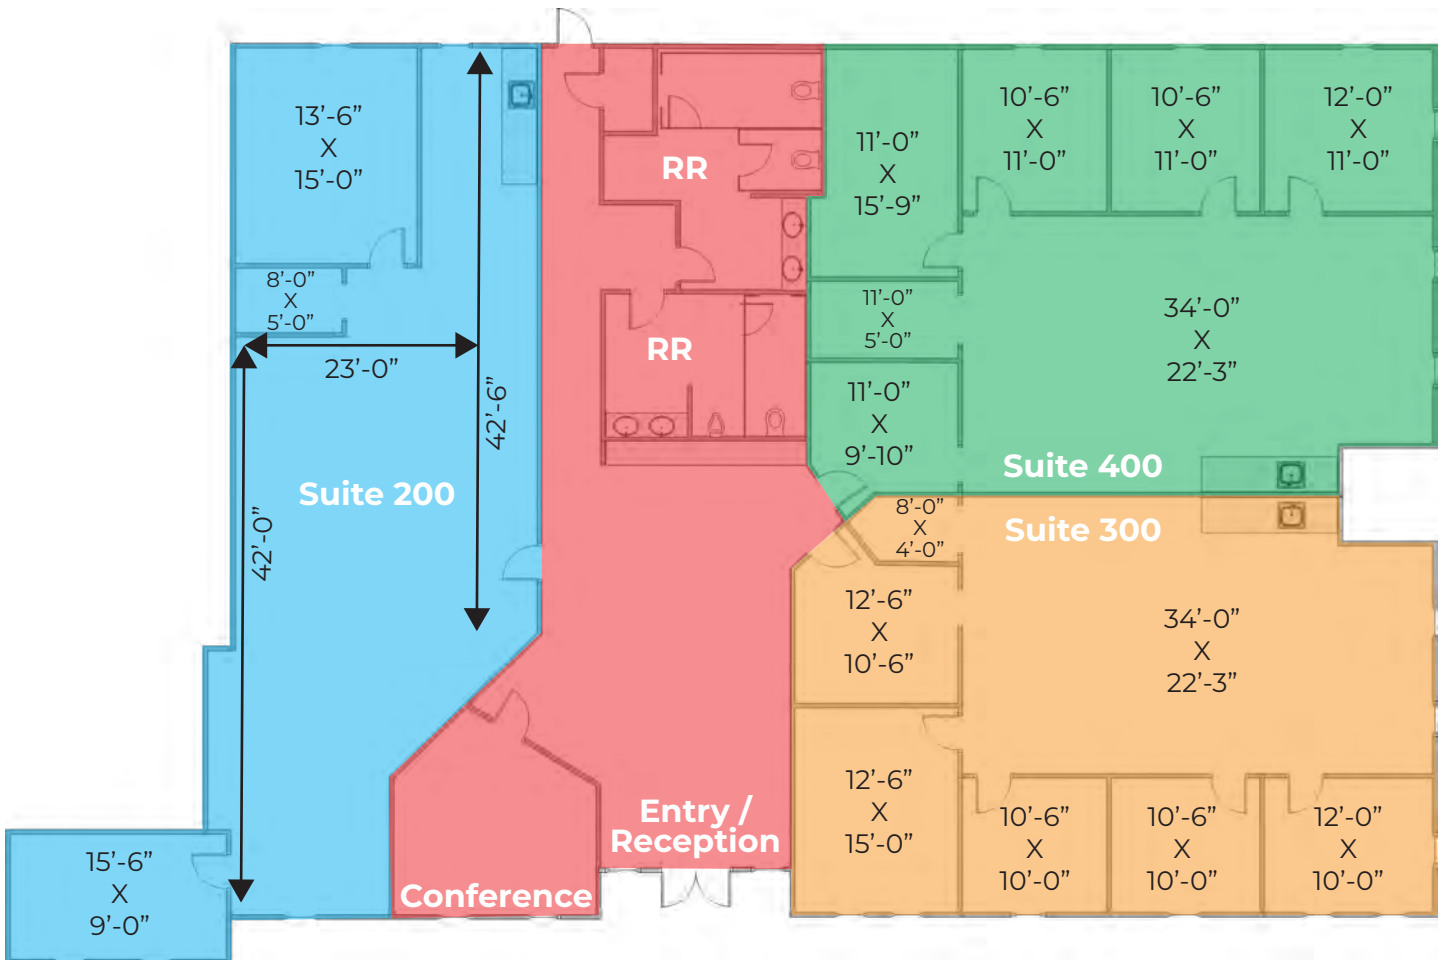 13’-6”
X
15’-0”
8’-0”
X
5’-0”
23’-0”
42’-6”
42’-0”
Suite 200
15’-6”
X
9’-0”
RR
RR
Entry /
Reception
Conference
11’-0”
X
15’-9”
10’-6”
X
11’-0”
10’-6”
X
11’-0”
12’-0”
X
11’-0”
11’-0”
X
5’-0”
34’-0”
X
22’-3”
11’-0”
X
9’-10”
Suite 400
8’-0”
X
4’-0”
Suite 300
12’-6”
X
10’-6”
34’-0”
X
22’-3”
12’-6”
X
15’-0”
10’-6”
X
10’-0”
10’-6”
X
10’-0”
12’-0”
X
10’-0”